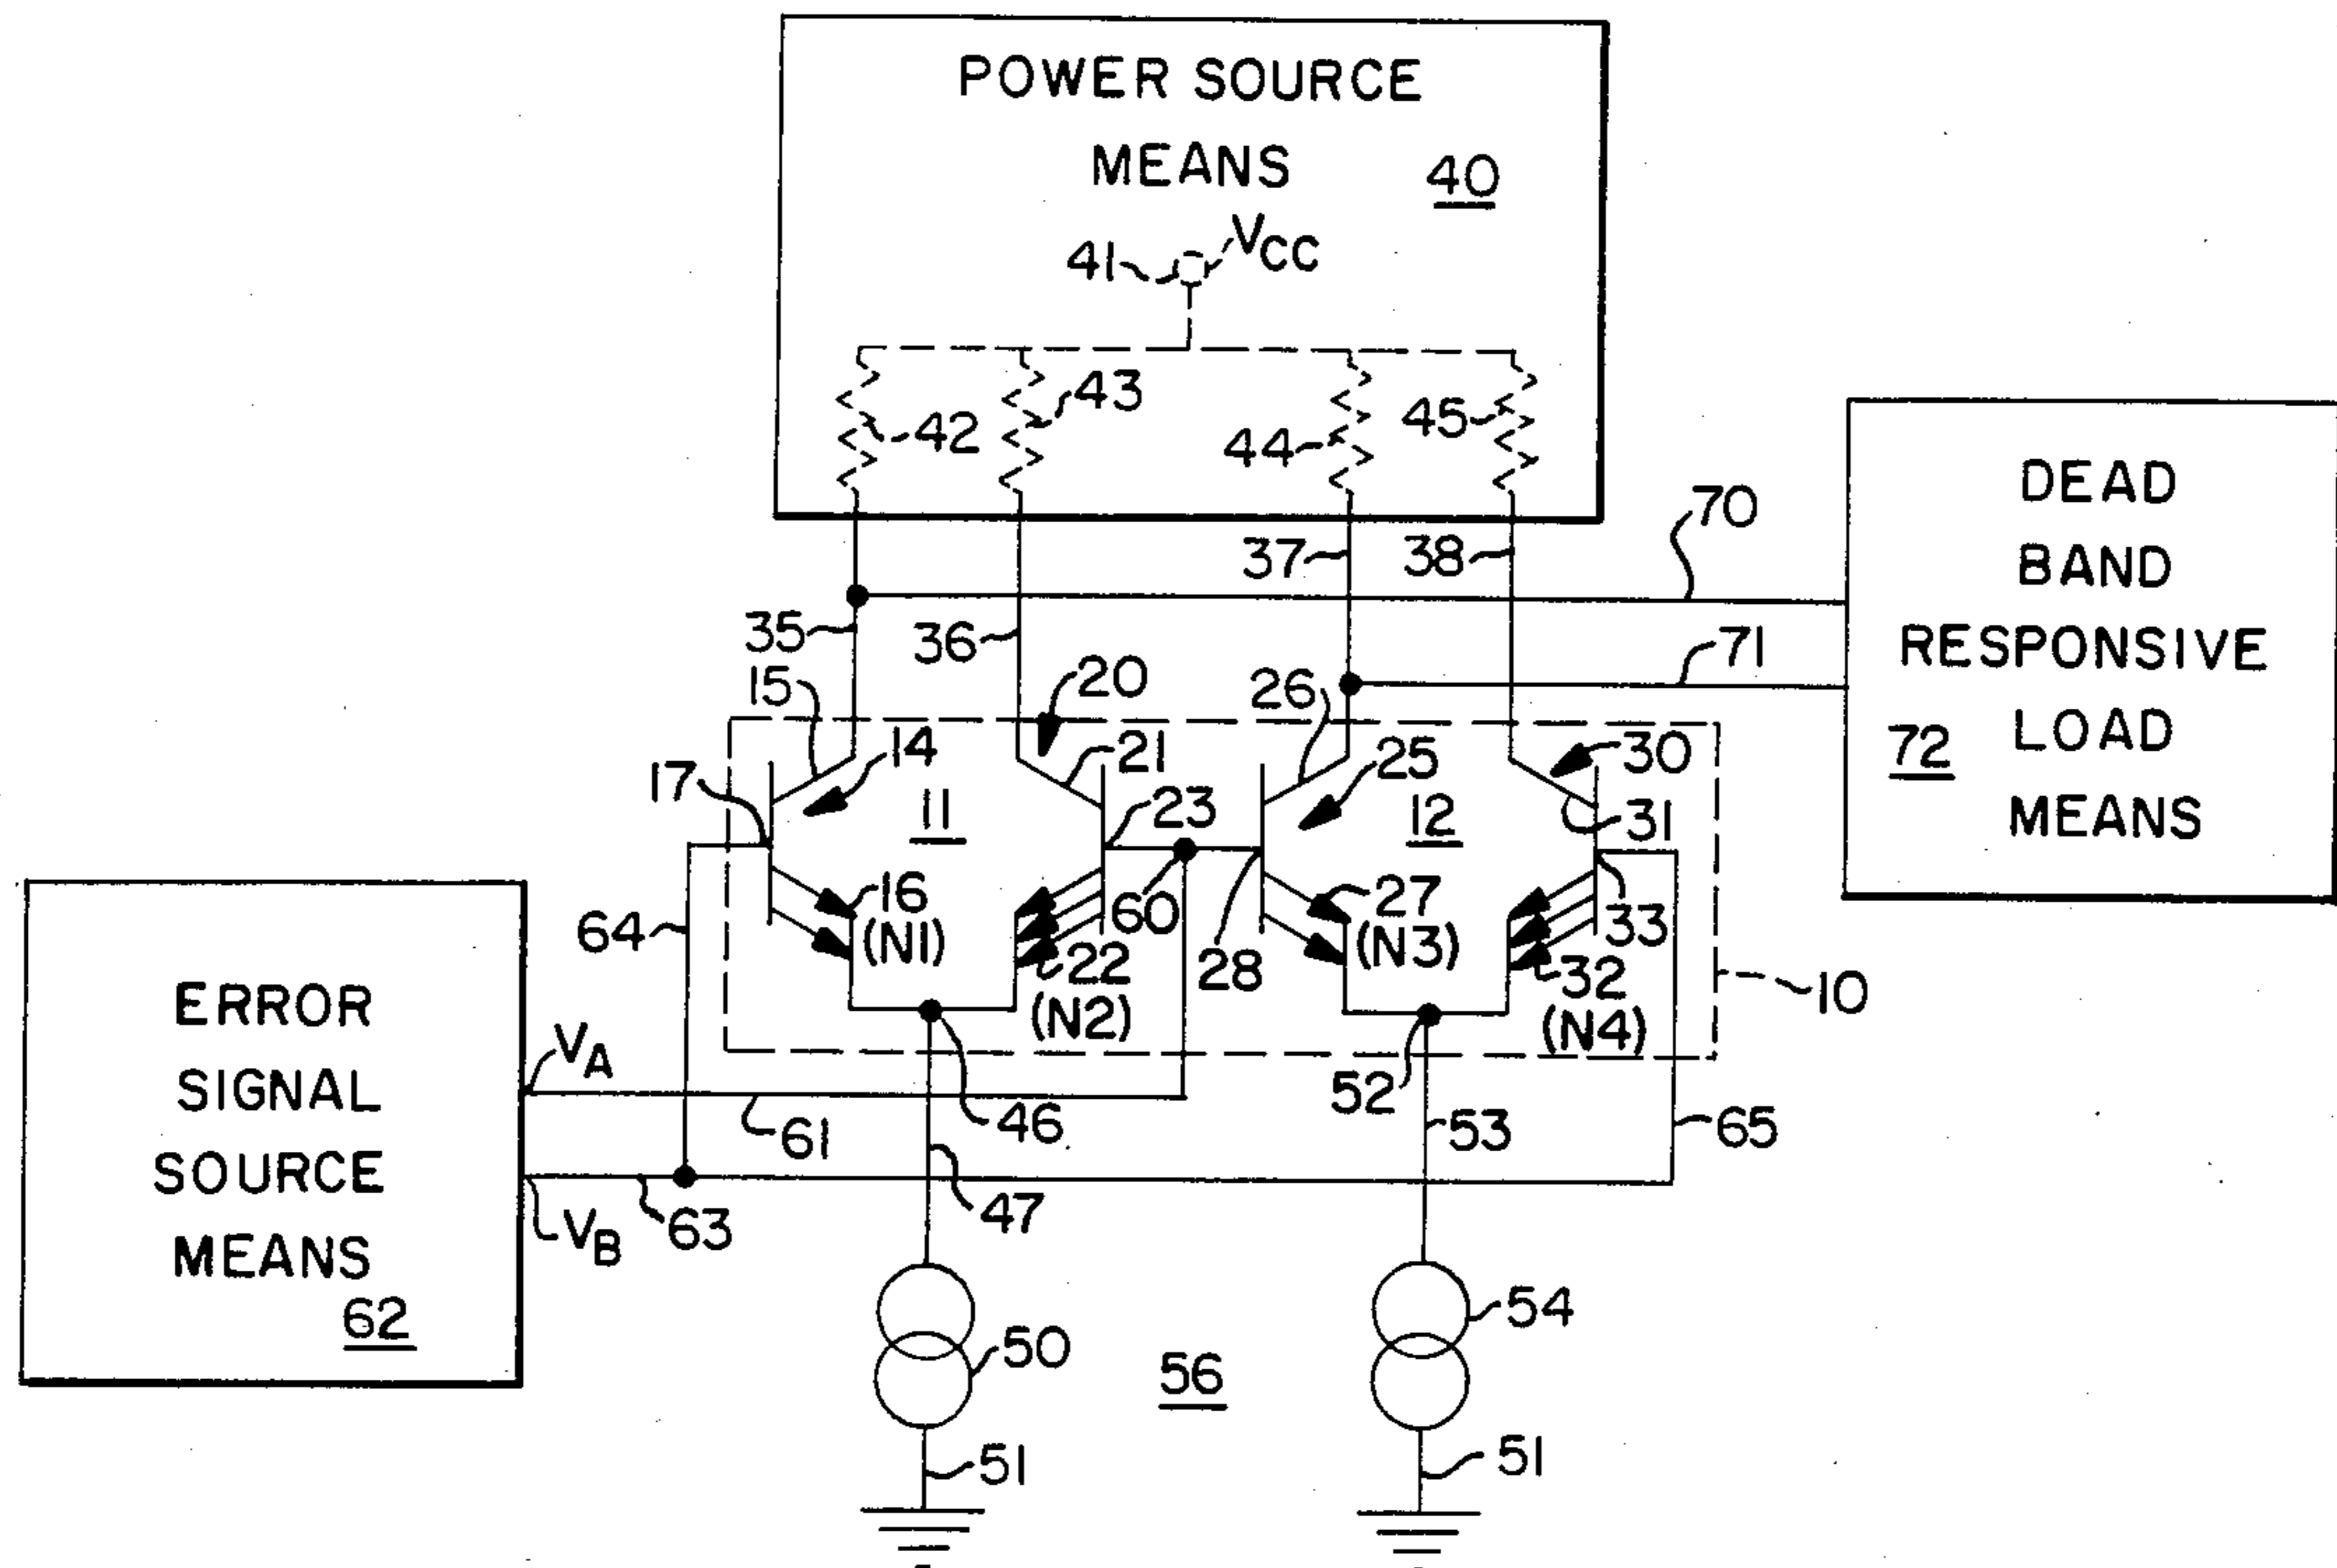 POWER SOURCE
MEANS 40
41 VCC
42 43 44 45
37 38 70
35 36 71
15 20 26
14 21 25 30
17 11 23 12 31
16 60 27 33
(N1) 22 28 (N3) 32
64 (N2) (N4) 10
DEAD
BAND
RESPONSIVE
72 LOAD
MEANS
ERROR
SIGNAL
SOURCE
MEANS
62
VA
61 46 52 53 65
VB 63 47
50 56 54
51 51